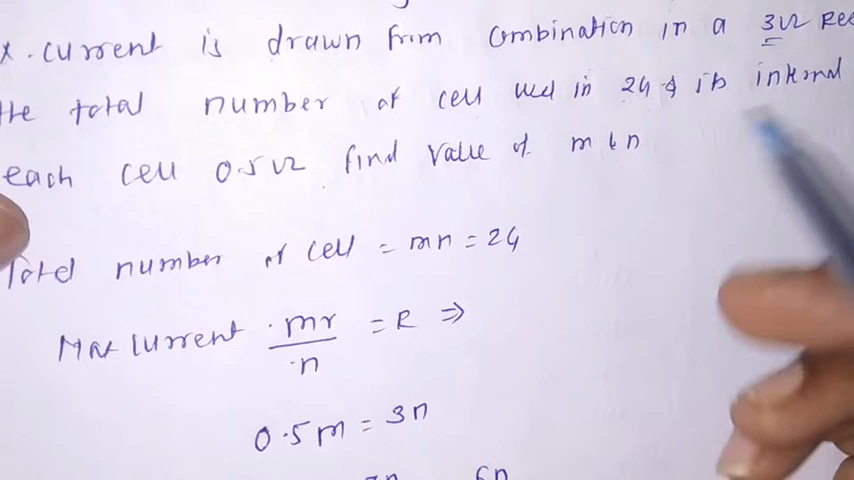 x. current is drawn from combination in a 3Ω Res
the total number of cell used in 24 & its internal
each cell 0.5Ω find value of m & n
Total number of cell = mn = 24
Max current mr/n = R ⇒
0.5m = 3n
6n